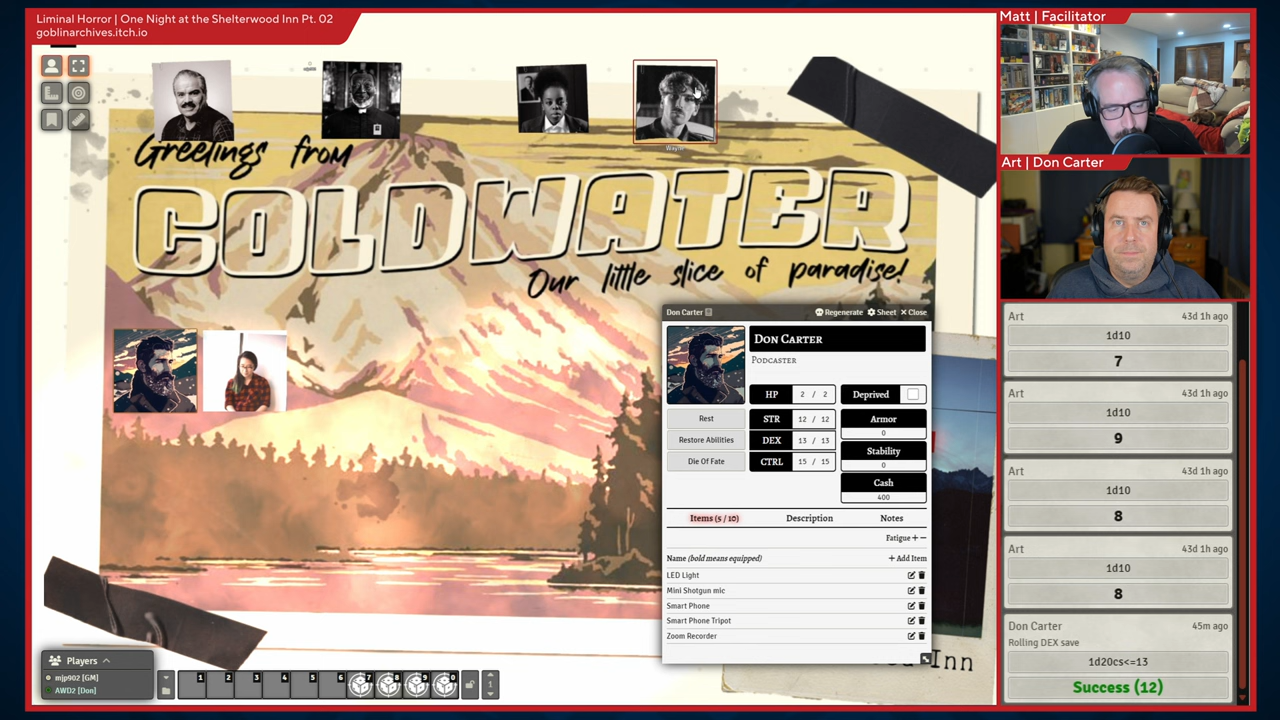 Liminal Horror | One Night at the Shelterwood Inn Pt. 02
goblinarchives.itch.io
Matt | Facilitator
Art | Don Carter
Greetings from
COLDWATER
Our little slice of paradise!
Don Carter
Regenerate
Sheet
Close
DON CARTER
PODCASTER
HP 2 / 2
Deprived
Rest
STR 12 / 12
Armor
0
Restore Abilities
DEX 13 / 13
Stability
0
Die Of Fate
CTRL 15 / 15
Cash
400
Items (5 / 10)
Description
Notes
Fatigue + −
Name (bold means equipped)
+ Add Item
LED Light
Mini Shotgun mic
Smart Phone
Smart Phone Tripot
Zoom Recorder
Inn
Players
mjp902 [GM]
AWD2 [Don]
1 2 3 4 5 6 7 8 9 0
1
Art 43d 1h ago
1d10
7
Art 43d 1h ago
1d10
9
Art 43d 1h ago
1d10
8
Art 43d 1h ago
1d10
8
Don Carter 45m ago
Rolling DEX save
1d20cs<=13
Success (12)